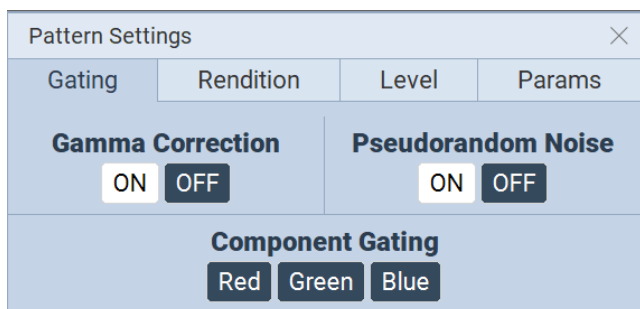 Pattern Settings
Gating Rendition Level Params
Gamma Correction Pseudorandom Noise
ON OFF ON OFF
Component Gating
Red Green Blue